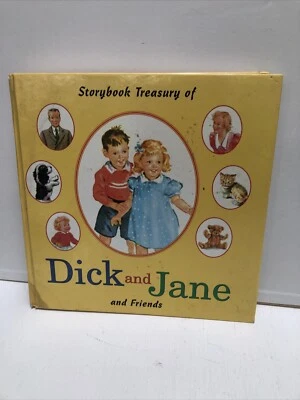 Storybook Treasury of
Dick and Jane
and Friends